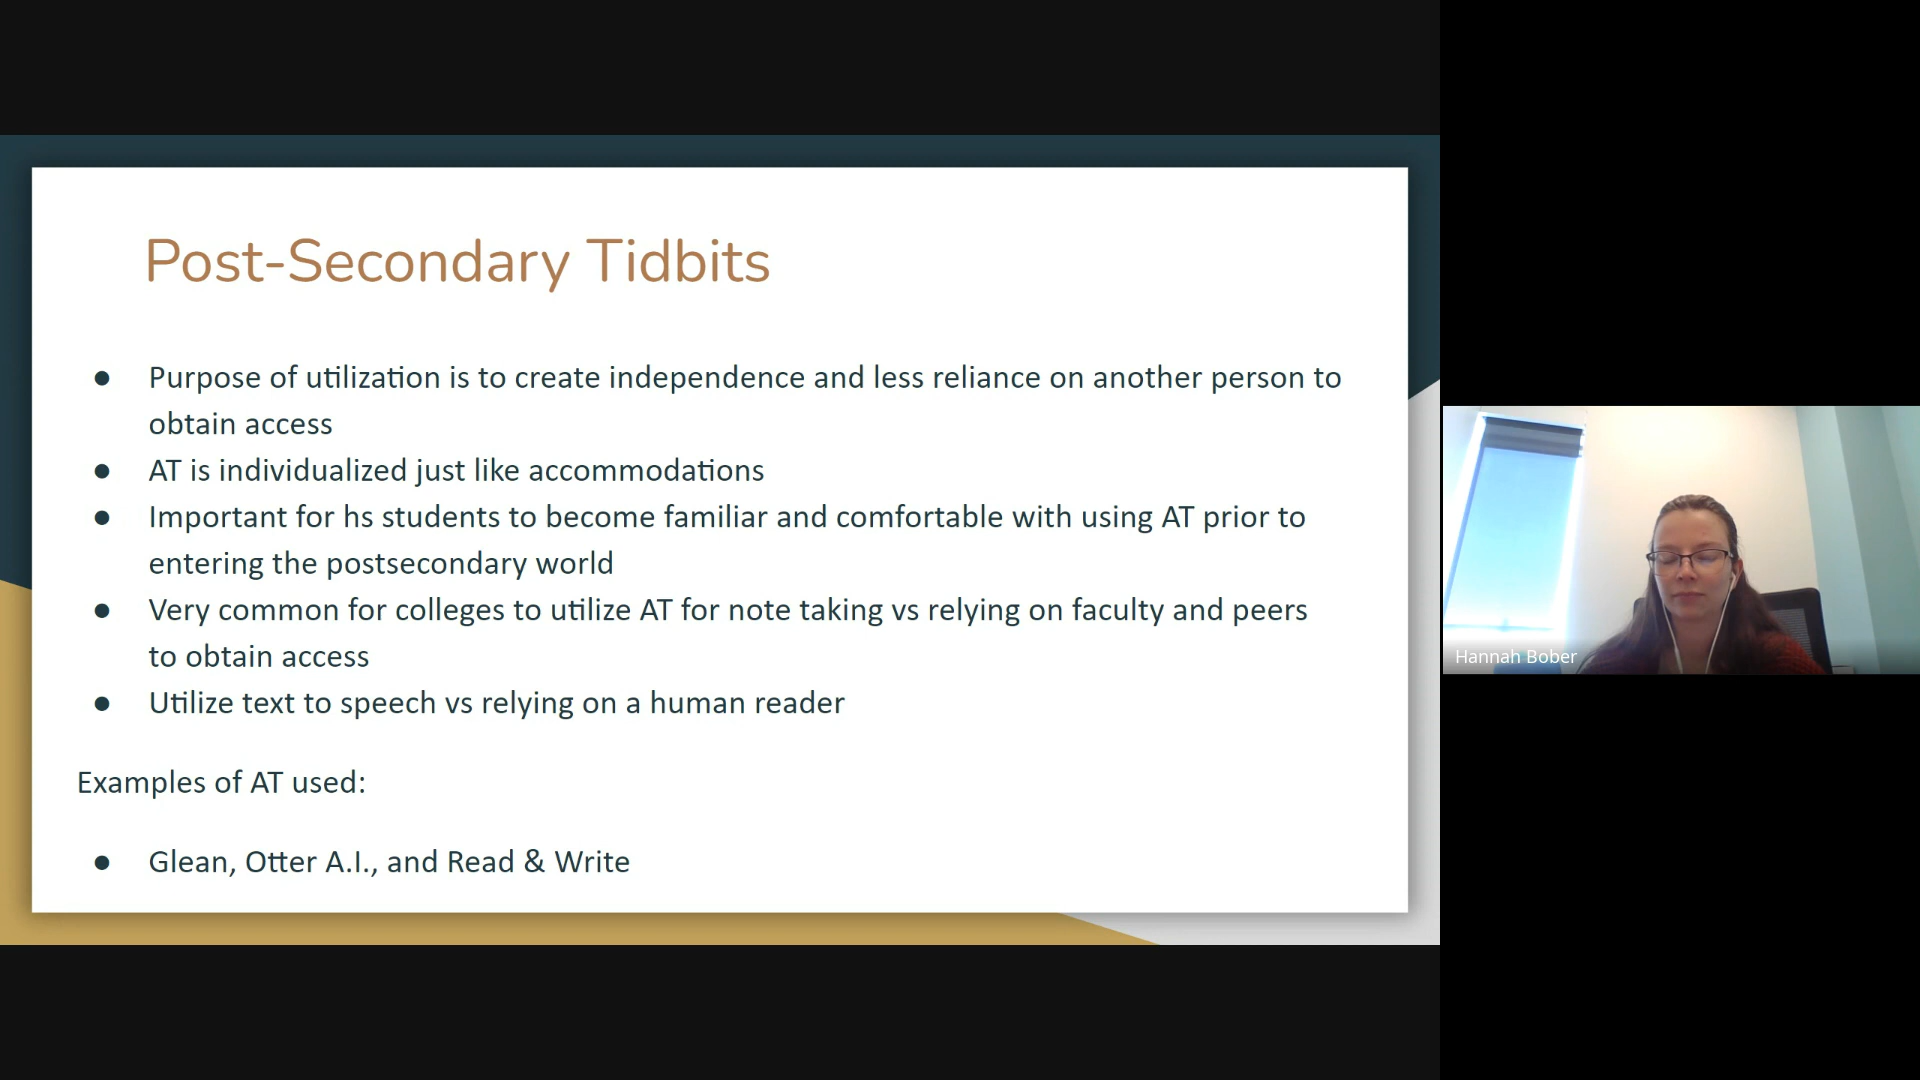 Post-Secondary Tidbits
● Purpose of utilization is to create independence and less reliance on another person to
obtain access
● AT is individualized just like accommodations
● Important for hs students to become familiar and comfortable with using AT prior to
entering the postsecondary world
● Very common for colleges to utilize AT for note taking vs relying on faculty and peers
to obtain access
● Utilize text to speech vs relying on a human reader
Examples of AT used:
● Glean, Otter A.I., and Read & Write
Hannah Bober